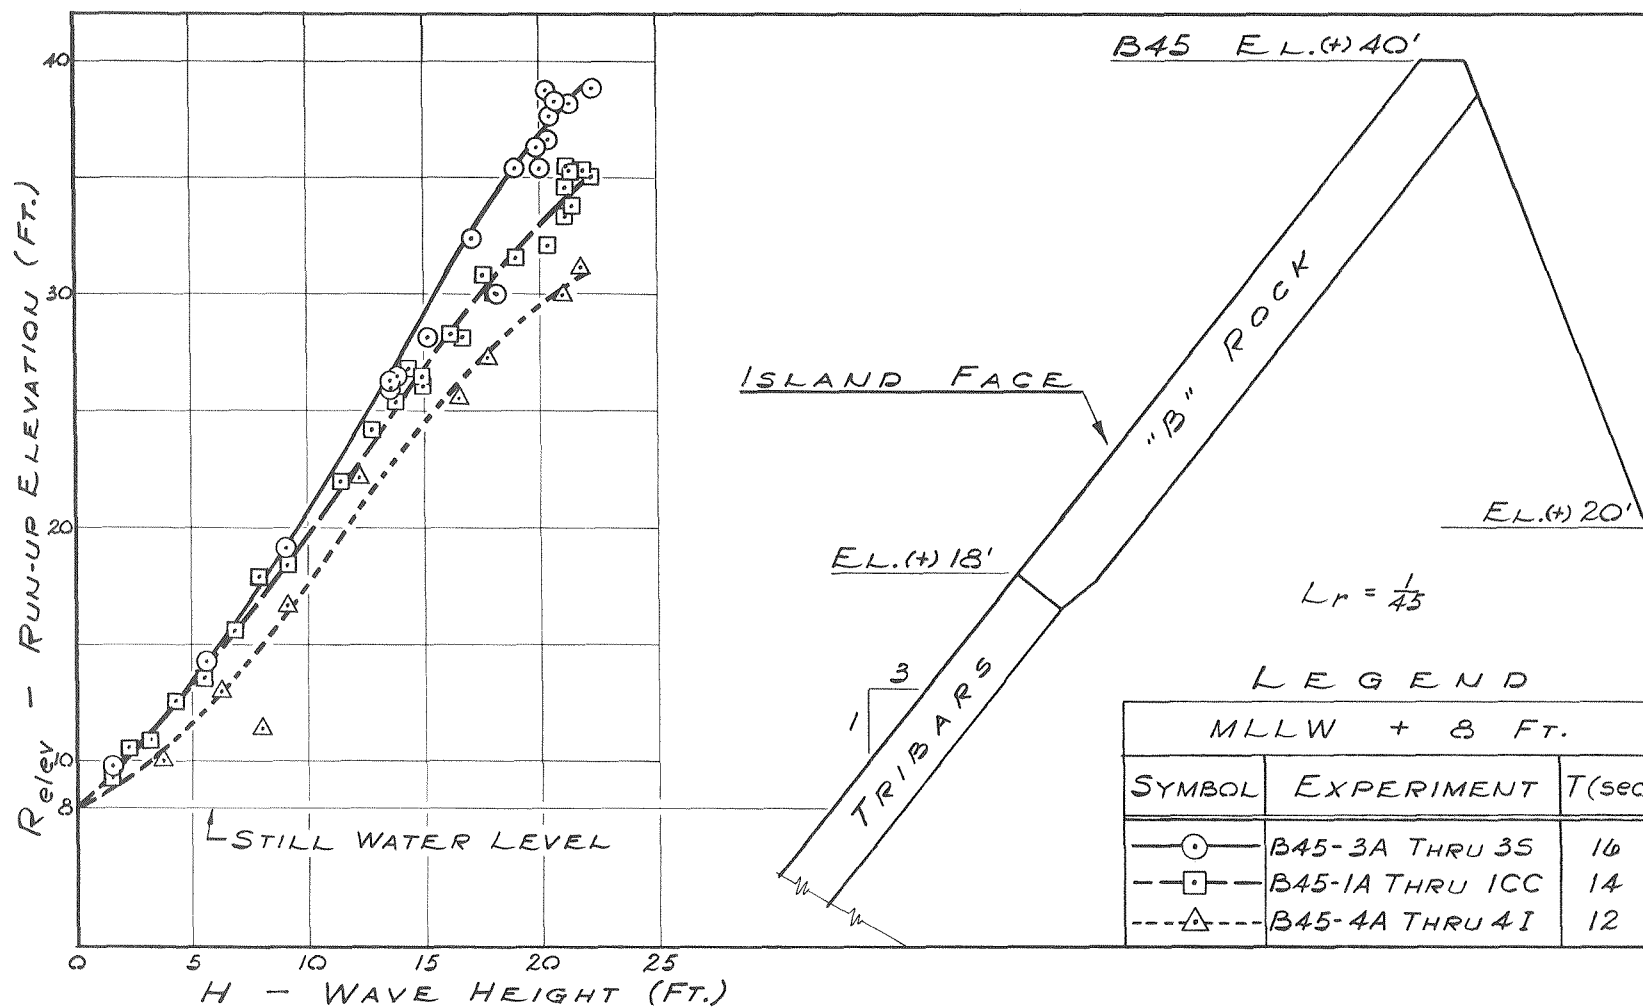 R elev - RUN-UP ELEVATION (FT.)
40
30
20
10
8
0 5 10 15 20 25
H - WAVE HEIGHT (FT.)
STILL WATER LEVEL
B45 EL.(+) 40'
ISLAND FACE
"B" ROCK
EL.(+) 20'
EL.(+) 18'
Lr = 1/45
3
1
TRIBARS
LEGEND
MLLW + 8 FT.
SYMBOL EXPERIMENT T(sec
B45-3A THRU 3S 16
B45-1A THRU 1CC 14
B45-4A THRU 4I 12